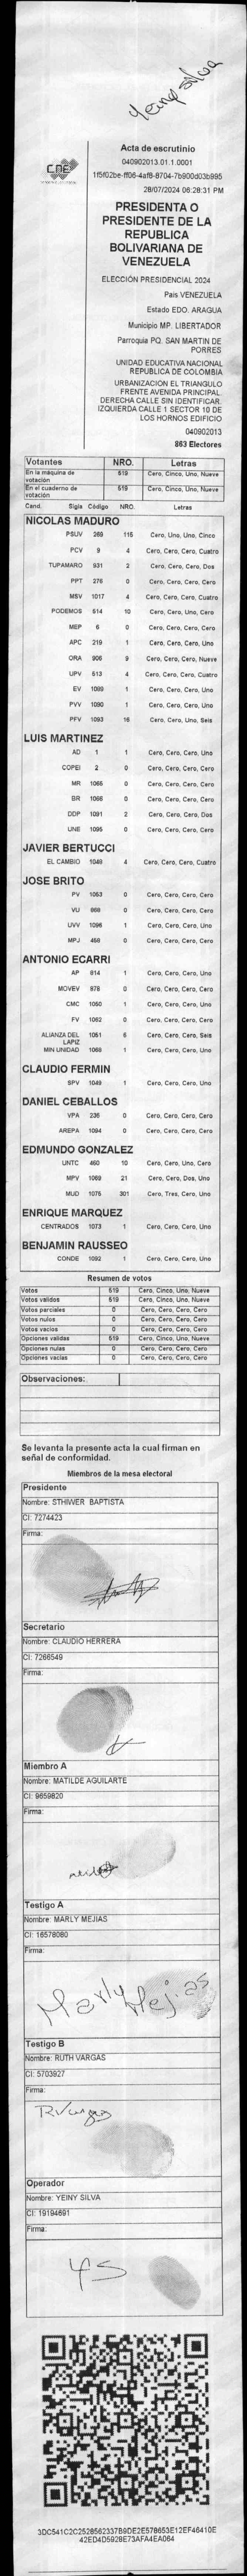 Yeiny Silva
CNE
Acta de escrutinio
040902013.01.1.0001
1f5f02be-ff06-4af8-8704-7b900d03b995
28/07/2024 06:28:31 PM
PRESIDENTA O
PRESIDENTE DE LA
REPUBLICA
BOLIVARIANA DE
VENEZUELA
ELECCIÓN PRESIDENCIAL 2024
País VENEZUELA
Estado EDO. ARAGUA
Municipio MP. LIBERTADOR
Parroquia PQ. SAN MARTIN DE
PORRES
UNIDAD EDUCATIVA NACIONAL
REPUBLICA DE COLOMBIA
URBANIZACIÓN EL TRIANGULO
FRENTE AVENIDA PRINCIPAL.
DERECHA CALLE SIN IDENTIFICAR.
IZQUIERDA CALLE 1 SECTOR 10 DE
LOS HORNOS EDIFICIO
040902013
863 Electores
Votantes NRO. Letras
En la máquina de votación 519 Cero, Cinco, Uno, Nueve
En el cuaderno de votación 519 Cero, Cinco, Uno, Nueve
Cand. Sigla Código NRO. Letras
NICOLAS MADURO
PSUV 269 115 Cero, Uno, Uno, Cinco
PCV 9 4 Cero, Cero, Cero, Cuatro
TUPAMARO 931 2 Cero, Cero, Cero, Dos
PPT 276 0 Cero, Cero, Cero, Cero
MSV 1017 4 Cero, Cero, Cero, Cuatro
PODEMOS 514 10 Cero, Cero, Uno, Cero
MEP 6 0 Cero, Cero, Cero, Cero
APC 219 1 Cero, Cero, Cero, Uno
ORA 906 9 Cero, Cero, Cero, Nueve
UPV 513 4 Cero, Cero, Cero, Cuatro
EV 1089 1 Cero, Cero, Cero, Uno
PVV 1090 1 Cero, Cero, Cero, Uno
PFV 1093 16 Cero, Cero, Uno, Seis
LUIS MARTINEZ
AD 1 1 Cero, Cero, Cero, Uno
COPEI 2 0 Cero, Cero, Cero, Cero
MR 1065 0 Cero, Cero, Cero, Cero
BR 1066 0 Cero, Cero, Cero, Cero
DDP 1091 2 Cero, Cero, Cero, Dos
UNE 1095 0 Cero, Cero, Cero, Cero
JAVIER BERTUCCI
EL CAMBIO 1048 4 Cero, Cero, Cero, Cuatro
JOSE BRITO
PV 1053 0 Cero, Cero, Cero, Cero
VU 868 0 Cero, Cero, Cero, Cero
UVV 1096 1 Cero, Cero, Cero, Uno
MPJ 458 0 Cero, Cero, Cero, Cero
ANTONIO ECARRI
AP 814 1 Cero, Cero, Cero, Uno
MOVEV 878 0 Cero, Cero, Cero, Cero
CMC 1050 1 Cero, Cero, Cero, Uno
FV 1062 0 Cero, Cero, Cero, Cero
ALIANZA DEL LAPIZ 1051 6 Cero, Cero, Cero, Seis
MIN UNIDAD 1068 1 Cero, Cero, Cero, Uno
CLAUDIO FERMIN
SPV 1049 1 Cero, Cero, Cero, Uno
DANIEL CEBALLOS
VPA 236 0 Cero, Cero, Cero, Cero
AREPA 1094 0 Cero, Cero, Cero, Cero
EDMUNDO GONZALEZ
UNTC 460 10 Cero, Cero, Uno, Cero
MPV 1069 21 Cero, Cero, Dos, Uno
MUD 1075 301 Cero, Tres, Cero, Uno
ENRIQUE MARQUEZ
CENTRADOS 1073 1 Cero, Cero, Cero, Uno
BENJAMIN RAUSSEO
CONDE 1092 1 Cero, Cero, Cero, Uno
Resumen de votos
Votos 519 Cero, Cinco, Uno, Nueve
Votos válidos 519 Cero, Cinco, Uno, Nueve
Votos parciales 0 Cero, Cero, Cero, Cero
Votos nulos 0 Cero, Cero, Cero, Cero
Votos vacíos 0 Cero, Cero, Cero, Cero
Opciones válidas 519 Cero, Cinco, Uno, Nueve
Opciones nulas 0 Cero, Cero, Cero, Cero
Opciones vacías 0 Cero, Cero, Cero, Cero
Observaciones:
Se levanta la presente acta la cual firman en
señal de conformidad.
Miembros de la mesa electoral
Presidente
Nombre: STHIWER BAPTISTA
CI: 7274423
Firma:
Secretario
Nombre: CLAUDIO HERRERA
CI: 7266549
Firma:
Miembro A
Nombre: MATILDE AGUILARTE
CI: 9659820
Firma:
Testigo A
Nombre: MARLY MEJIAS
CI: 16578080
Firma:
Marly Mejias
Testigo B
Nombre: RUTH VARGAS
CI: 5703927
Firma:
RVargas
Operador
Nombre: YEINY SILVA
CI: 19194691
Firma:
YS
3DC541C2C2528562337B9DE2E578653E12EF46410E
42ED4D5928E73AFA4EA064